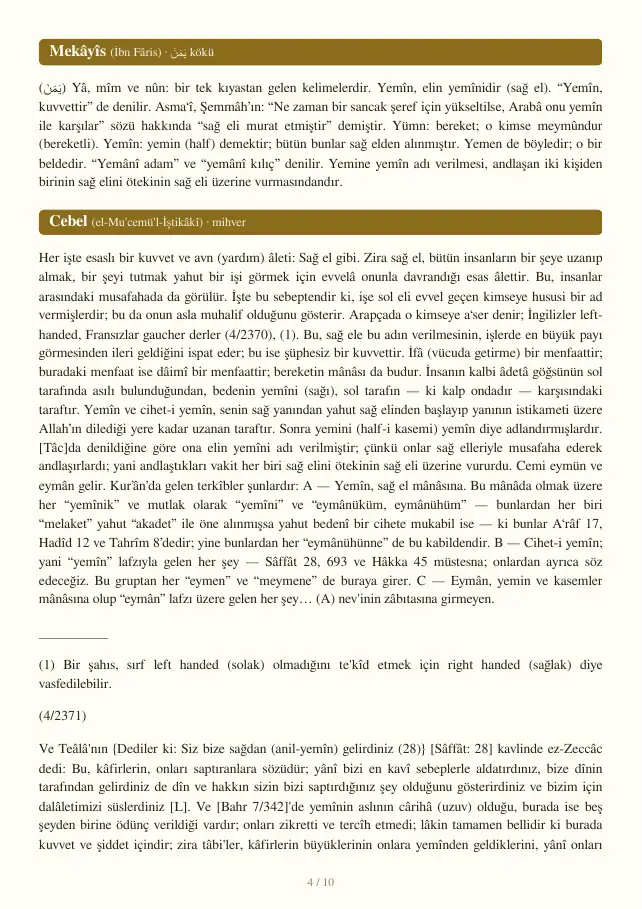 Mekâyîs (İbn Fâris) · يَمَنَ kökü
(يَمَنَ) Yâ, mîm ve nûn: bir tek kıyastan gelen kelimelerdir. Yemîn, elin yemînidir (sağ el). “Yemîn,
kuvvettir” de denilir. Asma‘î, Şemmâh’ın: “Ne zaman bir sancak şeref için yükseltilse, Arabâ onu yemîn
ile karşılar” sözü hakkında “sağ eli murat etmiştir” demiştir. Yümn: bereket; o kimse meymûndur
(bereketli). Yemîn: yemin (half) demektir; bütün bunlar sağ elden alınmıştır. Yemen de böyledir; o bir
beldedir. “Yemânî adam” ve “yemânî kılıç” denilir. Yemine yemîn adı verilmesi, andlaşan iki kişiden
birinin sağ elini ötekinin sağ eli üzerine vurmasındandır.
Cebel (el-Mu'cemü'l-İştikâkî) · mihver
Her işte esaslı bir kuvvet ve avn (yardım) âleti: Sağ el gibi. Zira sağ el, bütün insanların bir şeye uzanıp
almak, bir şeyi tutmak yahut bir işi görmek için evvelâ onunla davrandığı esas âlettir. Bu, insanlar
arasındaki musafahada da görülür. İşte bu sebeptendir ki, işe sol eli evvel geçen kimseye hususî bir ad
vermişlerdir; bu da onun asla muhalif olduğunu gösterir. Arapçada o kimseye a‘ser denir; İngilizler left-
handed, Fransızlar gaucher derler (4/2370), (1). Bu, sağ ele bu adın verilmesinin, işlerde en büyük payı
görmesinden ileri geldiğini ispat eder; bu ise şüphesiz bir kuvvettir. İfâ (vücuda getirme) bir menfaattir;
buradaki menfaat ise dâimî bir menfaattir; bereketin mânâsı da budur. İnsanın kalbi âdetâ göğsünün sol
tarafında asılı bulunduğundan, bedenin yemîni (sağı), sol tarafın — ki kalp ondadır — karşısındaki
taraftır. Yemîn ve cihet-i yemîn, senin sağ yanından yahut sağ elinden başlayıp yanının istikameti üzere
Allah’ın dilediği yere kadar uzanan taraftır. Sonra yemini (half-i kasemi) yemîn diye adlandırmışlardır.
[Tâc]da denildiğine göre ona elin yemîni adı verilmiştir; çünkü onlar sağ elleriyle musafaha ederek
andlaşırlardı; yani andlaştıkları vakit her biri sağ elini ötekinin sağ eli üzerine vururdu. Cemi eymün ve
eymân gelir. Kur’ân’da gelen terkîbler şunlardır: A — Yemîn, sağ el mânasına. Bu mânâda olmak üzere
her “yemînik” ve mutlak olarak “yemîni” ve “eymânüküm, eymânühüm” — bunlardan her biri
“melaket” yahut “akadet” ile öne alınmışsa yahut bedenî bir cihete mukabil ise — ki bunlar A‘râf 17,
Hadîd 12 ve Tahrîm 8’dedir; yine bunlardan her “eymânühünne” de bu kabildendir. B — Cihet-i yemîn;
yani “yemîn” lafzıyla gelen her şey — Sâffât 28, 693 ve Hâkka 45 müstesna; onlardan ayrıca söz
edeceğiz. Bu gruptan her “eymen” ve “meymene” de buraya girer. C — Eymân, yemin ve kasemler
mânâsına olup “eymân” lafzı üzere gelen her şey… (A) nev'inin zâbıtasına girmeyen.
(1) Bir şahıs, sırf left handed (solak) olmadığını te'kîd etmek için right handed (sağlak) diye
vasfedilebilir.
(4/2371)
Ve Teâlâ'nın {Dediler ki: Siz bize sağdan (anil-yemîn) gelirdiniz (28)} [Sâffât: 28] kavlinde ez-Zeccâc
dedi: Bu, kâfirlerin, onları saptıranlara sözüdür; yânî bizi en kavî sebeplerle aldatırdınız, bize dînin
tarafından gelirdiniz de dîn ve hakkın sizin bizi saptırdığınız şey olduğunu gösterirdiniz ve bizim için
dalâletimizi süslerdiniz [L]. Ve [Bahr 7/342]'de yemînin aslının cârihâ (uzuv) olduğu, burada ise beş
şeyden birine ödünç verildiği vardır; onları zikretti ve tercîh etmedi; lâkin tamamen bellidir ki burada
kuvvet ve şiddet içindir; zira tâbi'ler, kâfirlerin büyüklerinin onlara yemînden geldiklerini, yânî onları
4 / 10